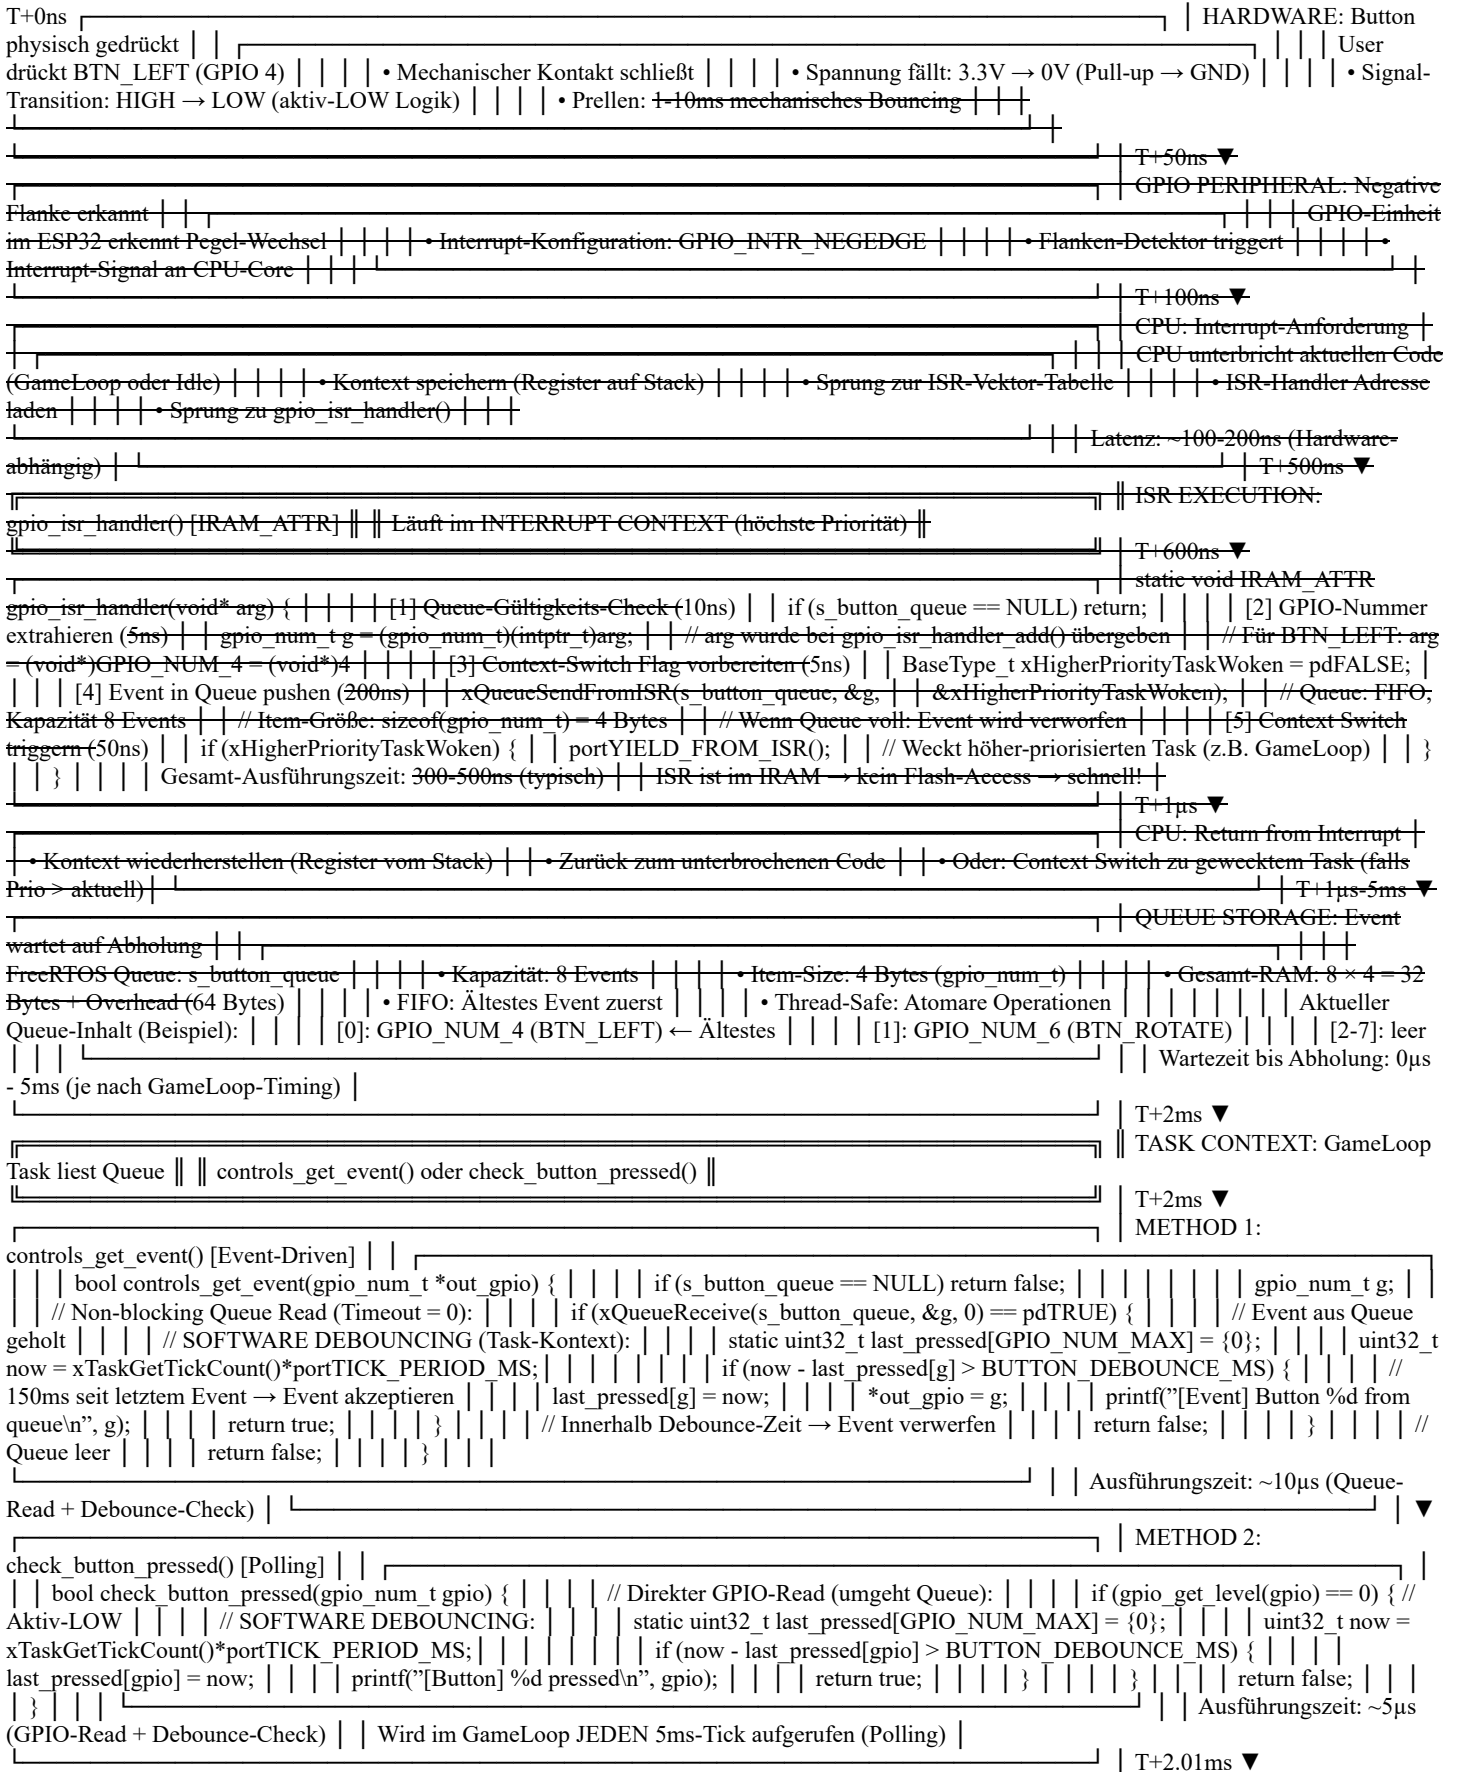 T+0ns ┌────────────────────────────────────────┐ │ HARDWARE: Button
physisch gedrückt │ │ ┌─────────────────────────────────────┐ │ │ │ User
drückt BTN_LEFT (GPIO 4) │ │ │ │ • Mechanischer Kontakt schließt │ │ │ │ • Spannung fällt: 3.3V → 0V (Pull-up → GND) │ │ │ │ • Signal-
Transition: HIGH → LOW (aktiv-LOW Logik) │ │ │ │ • Prellen: 1-10ms mechanisches Bouncing │ │ │
└─────────────────────────────────────┘ │
└────────────────────────────────────────┘ │ T+50ns ▼
┌────────────────────────────────────────┐ │ GPIO PERIPHERAL: Negative
Flanke erkannt │ │ ┌─────────────────────────────────────┐ │ │ │ GPIO-Einheit
im ESP32 erkennt Pegel-Wechsel │ │ │ │ • Interrupt-Konfiguration: GPIO_INTR_NEGEDGE │ │ │ │ • Flanken-Detektor triggert │ │ │ │ •
Interrupt-Signal an CPU-Core │ │ │ └─────────────────────────────────────┘ │
└────────────────────────────────────────┘ │ T+100ns ▼
┌────────────────────────────────────────┐ │ CPU: Interrupt-Anforderung │
│ ┌─────────────────────────────────────┐ │ │ │ CPU unterbricht aktuellen Code
(GameLoop oder Idle) │ │ │ │ • Kontext speichern (Register auf Stack) │ │ │ │ • Sprung zur ISR-Vektor-Tabelle │ │ │ │ • ISR-Handler Adresse
laden │ │ │ │ • Sprung zu gpio_isr_handler() │ │ │
└─────────────────────────────────────┘ │ │ Latenz: ~100-200ns (Hardware-
abhängig) │ └────────────────────────────────────────┘ │ T+500ns ▼
╔════════════════════════════════════════╗ ║ ISR EXECUTION:
gpio_isr_handler() [IRAM_ATTR] ║ ║ Läuft im INTERRUPT CONTEXT (höchste Priorität) ║
╚════════════════════════════════════════╝ │ T+600ns ▼
┌────────────────────────────────────────┐ │ static void IRAM_ATTR
gpio_isr_handler(void* arg) { │ │ │ │ [1] Queue-Gültigkeits-Check (10ns) │ │ if (s_button_queue == NULL) return; │ │ │ │ [2] GPIO-Nummer
extrahieren (5ns) │ │ gpio_num_t g = (gpio_num_t)(intptr_t)arg; │ │ // arg wurde bei gpio_isr_handler_add() übergeben │ │ // Für BTN_LEFT: arg
= (void*)GPIO_NUM_4 = (void*)4 │ │ │ │ [3] Context-Switch Flag vorbereiten (5ns) │ │ BaseType_t xHigherPriorityTaskWoken = pdFALSE; │
│ │ │ [4] Event in Queue pushen (200ns) │ │ xQueueSendFromISR(s_button_queue, &g, │ │ &xHigherPriorityTaskWoken); │ │ // Queue: FIFO,
Kapazität 8 Events │ │ // Item-Größe: sizeof(gpio_num_t) = 4 Bytes │ │ // Wenn Queue voll: Event wird verworfen │ │ │ │ [5] Context Switch
triggern (50ns) │ │ if (xHigherPriorityTaskWoken) { │ │ portYIELD_FROM_ISR(); │ │ // Weckt höher-priorisierten Task (z.B. GameLoop) │ │ }
│ │ } │ │ │ │ Gesamt-Ausführungszeit: 300-500ns (typisch) │ │ ISR ist im IRAM → kein Flash-Access → schnell! │
└────────────────────────────────────────┘ │ T+1µs ▼
┌────────────────────────────────────────┐ │ CPU: Return from Interrupt │
│ • Kontext wiederherstellen (Register vom Stack) │ │ • Zurück zum unterbrochenen Code │ │ • Oder: Context Switch zu gewecktem Task (falls
Prio > aktuell)│ └────────────────────────────────────────┘ │ T+1µs-5ms ▼
┌────────────────────────────────────────┐ │ QUEUE STORAGE: Event
wartet auf Abholung │ │ ┌─────────────────────────────────────┐ │ │ │
FreeRTOS Queue: s_button_queue │ │ │ │ • Kapazität: 8 Events │ │ │ │ • Item-Size: 4 Bytes (gpio_num_t) │ │ │ │ • Gesamt-RAM: 8 × 4 = 32
Bytes + Overhead (64 Bytes) │ │ │ │ • FIFO: Ältestes Event zuerst │ │ │ │ • Thread-Safe: Atomare Operationen │ │ │ │ │ │ │ │ Aktueller
Queue-Inhalt (Beispiel): │ │ │ │ [0]: GPIO_NUM_4 (BTN_LEFT) ← Ältestes │ │ │ │ [1]: GPIO_NUM_6 (BTN_ROTATE) │ │ │ │ [2-7]: leer
│ │ │ └─────────────────────────────────────┘ │ │ Wartezeit bis Abholung: 0µs
- 5ms (je nach GameLoop-Timing) │
└────────────────────────────────────────┘ │ T+2ms ▼
╔════════════════════════════════════════╗ ║ TASK CONTEXT: GameLoop
Task liest Queue ║ ║ controls_get_event() oder check_button_pressed() ║
╚════════════════════════════════════════╝ │ T+2ms ▼
┌────────────────────────────────────────┐ │ METHOD 1:
controls_get_event() [Event-Driven] │ │ ┌─────────────────────────────────────┐
│ │ │ bool controls_get_event(gpio_num_t *out_gpio) { │ │ │ │ if (s_button_queue == NULL) return false; │ │ │ │ │ │ │ │ gpio_num_t g; │ │
│ │ // Non-blocking Queue Read (Timeout = 0): │ │ │ │ if (xQueueReceive(s_button_queue, &g, 0) == pdTRUE) { │ │ │ │ // Event aus Queue
geholt │ │ │ │ // SOFTWARE DEBOUNCING (Task-Kontext): │ │ │ │ static uint32_t last_pressed[GPIO_NUM_MAX] = {0}; │ │ │ │ uint32_t
now = xTaskGetTickCount()*portTICK_PERIOD_MS;│ │ │ │ │ │ │ │ if (now - last_pressed[g] > BUTTON_DEBOUNCE_MS) { │ │ │ │ //
150ms seit letztem Event → Event akzeptieren │ │ │ │ last_pressed[g] = now; │ │ │ │ *out_gpio = g; │ │ │ │ printf(”[Event] Button %d from
queue\n”, g); │ │ │ │ return true; │ │ │ │ } │ │ │ │ // Innerhalb Debounce-Zeit → Event verwerfen │ │ │ │ return false; │ │ │ │ } │ │ │ │ //
Queue leer │ │ │ │ return false; │ │ │ │ } │ │ │
└─────────────────────────────────────┘ │ │ Ausführungszeit: ~10µs (Queue-
Read + Debounce-Check) │ └────────────────────────────────────────┘ │ ▼
┌────────────────────────────────────────┐ │ METHOD 2:
check_button_pressed() [Polling] │ │ ┌─────────────────────────────────────┐ │
│ │ bool check_button_pressed(gpio_num_t gpio) { │ │ │ │ // Direkter GPIO-Read (umgeht Queue): │ │ │ │ if (gpio_get_level(gpio) == 0) { //
Aktiv-LOW │ │ │ │ // SOFTWARE DEBOUNCING: │ │ │ │ static uint32_t last_pressed[GPIO_NUM_MAX] = {0}; │ │ │ │ uint32_t now =
xTaskGetTickCount()*portTICK_PERIOD_MS;│ │ │ │ │ │ │ │ if (now - last_pressed[gpio] > BUTTON_DEBOUNCE_MS) { │ │ │ │
last_pressed[gpio] = now; │ │ │ │ printf(”[Button] %d pressed\n”, gpio); │ │ │ │ return true; │ │ │ │ } │ │ │ │ } │ │ │ │ return false; │ │ │
│ } │ │ │ └─────────────────────────────────────┘ │ │ Ausführungszeit: ~5µs
(GPIO-Read + Debounce-Check) │ │ Wird im GameLoop JEDEN 5ms-Tick aufgerufen (Polling) │
└────────────────────────────────────────┘ │ T+2.01ms ▼